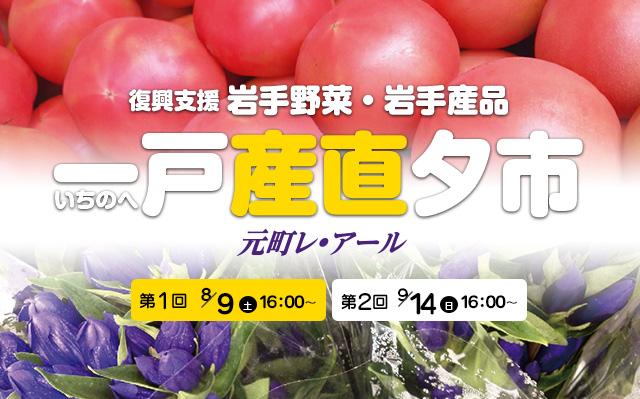 復興支援 岩手野菜・岩手産品
一戸産直夕市
いちのへ
元町レ・アール
第1回 8/9(土)16:00～ 第2回 9/14(日)16:00～